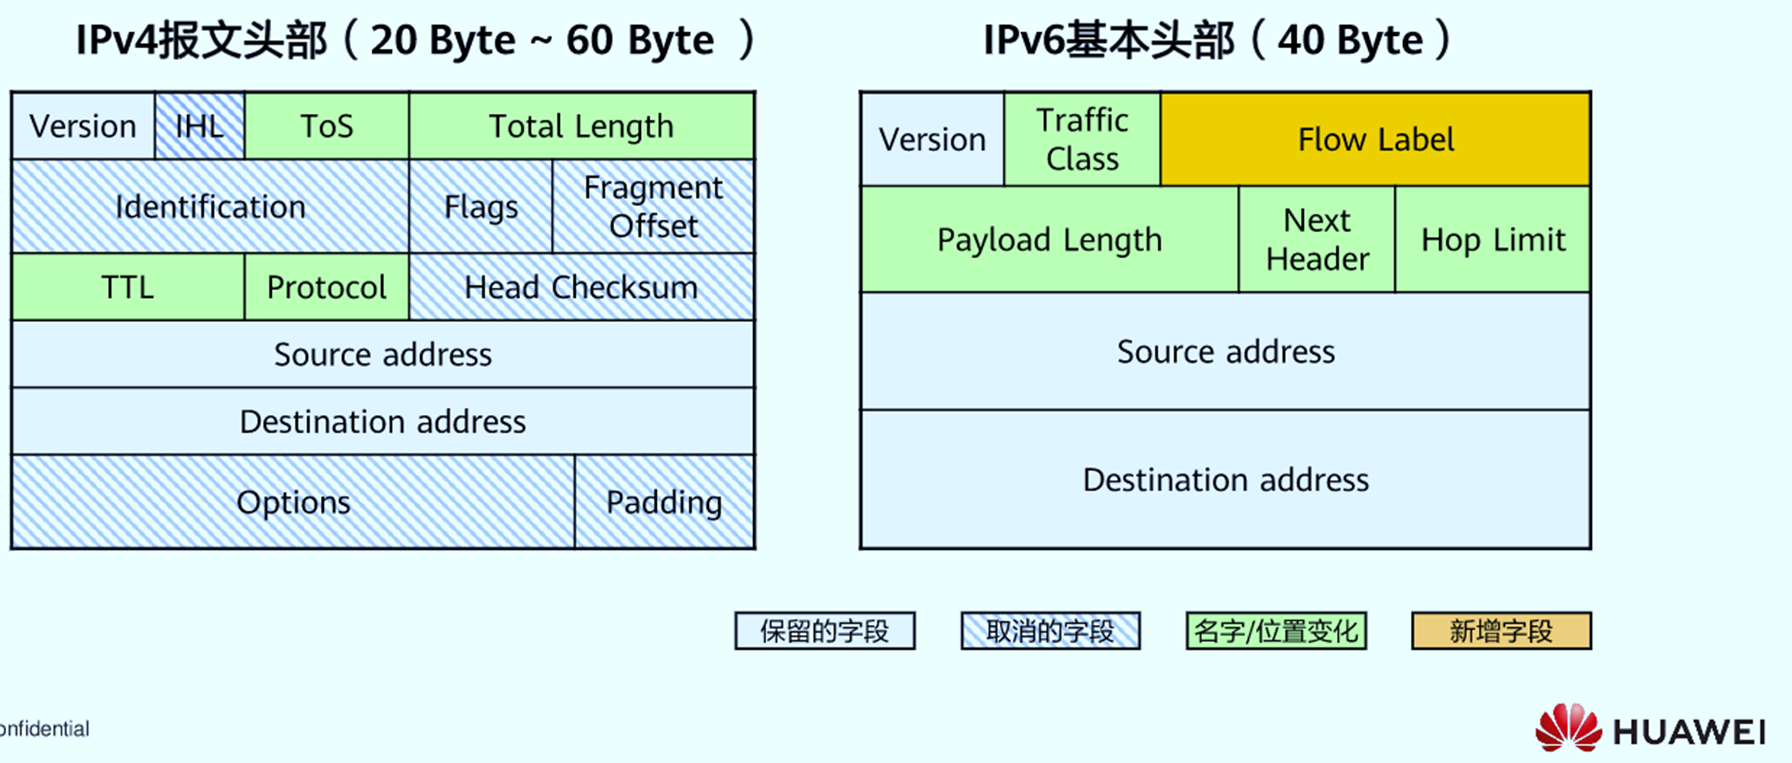 IPv4报文头部（20 Byte ~ 60 Byte ）
IPv6基本头部（40 Byte）
Version
IHL
ToS
Total Length
Identification
Flags
Fragment
Offset
TTL
Protocol
Head Checksum
Source address
Destination address
Options
Padding
Version
Traffic
Class
Flow Label
Payload Length
Next
Header
Hop Limit
Source address
Destination address
保留的字段
取消的字段
名字/位置变化
新增字段
onfidential
HUAWEI